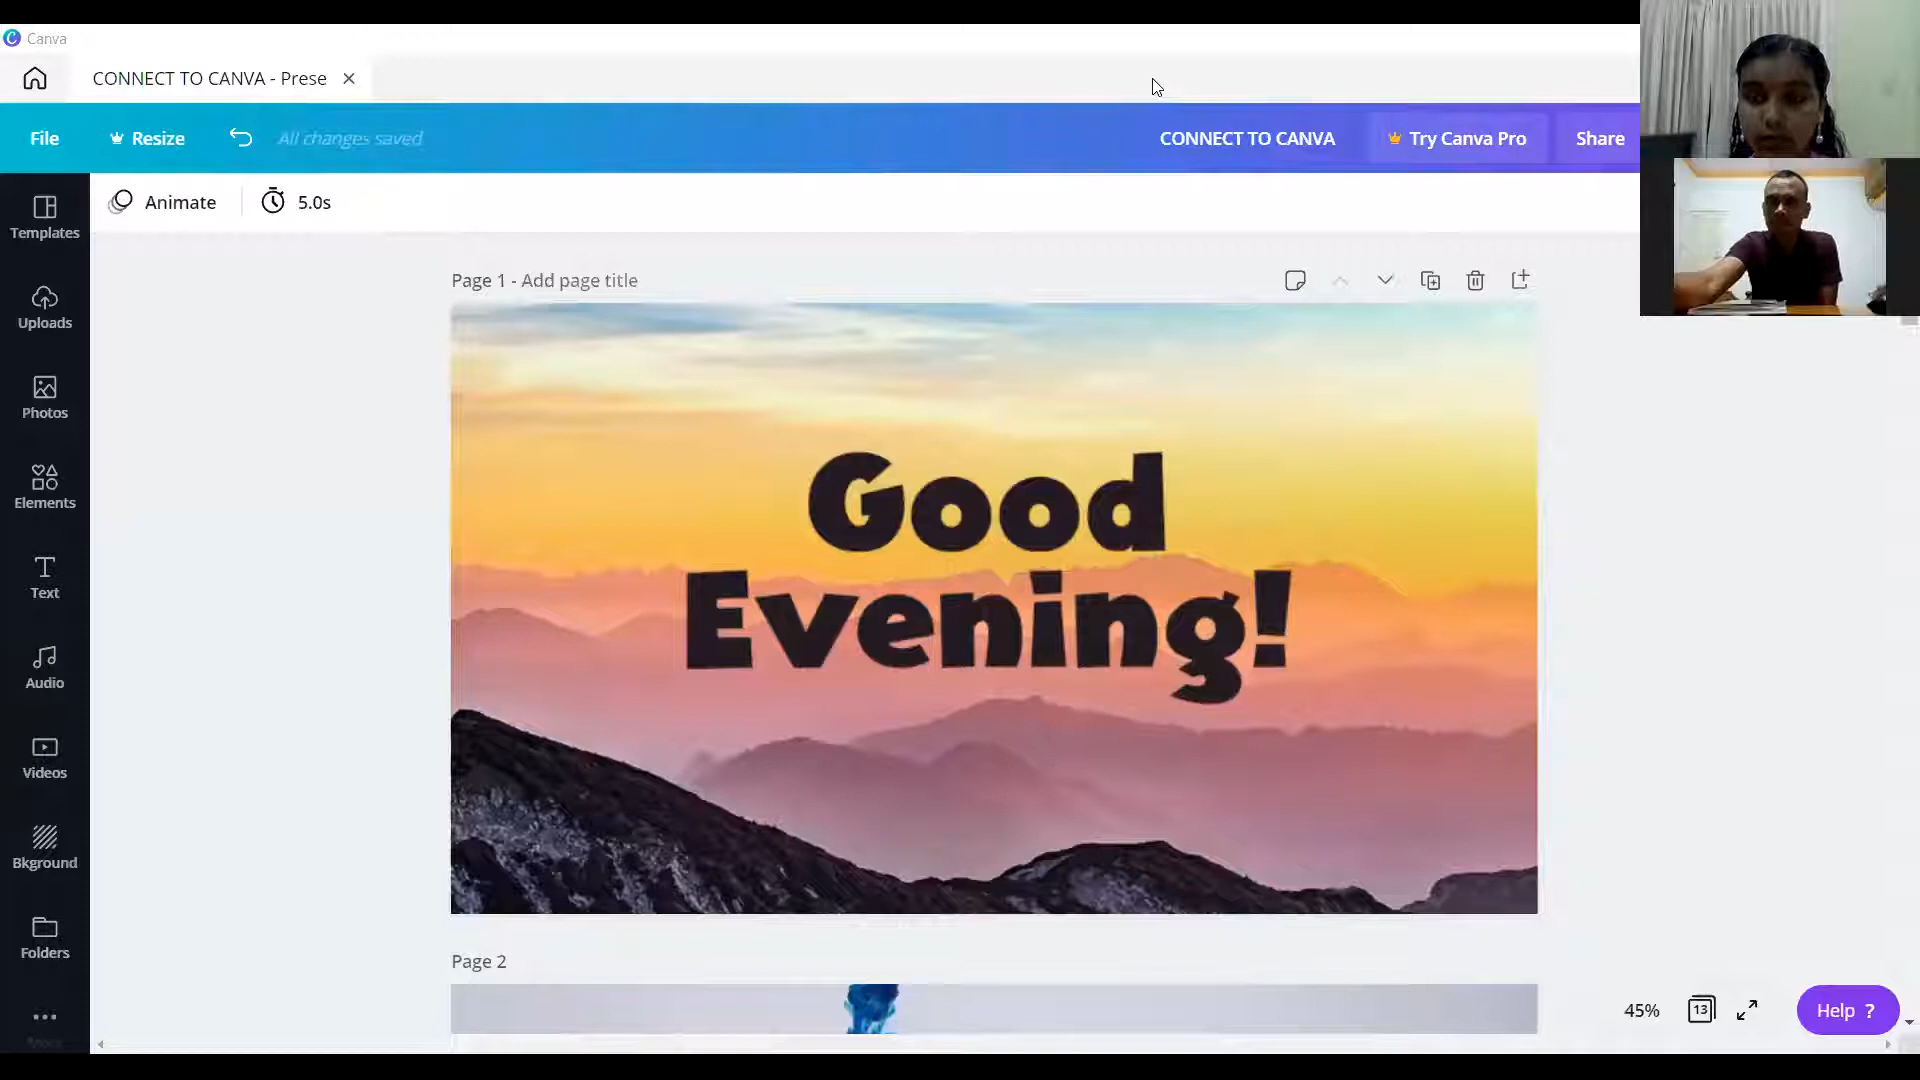 Canva
CONNECT TO CANVA - Prese
File
Resize
All changes saved
CONNECT TO CANVA
Try Canva Pro
Share
Animate
5.0s
Templates
Uploads
Photos
Elements
Text
Audio
Videos
Bkground
Folders
More
Page 1 - Add page title
Good
Evening!
Page 2
45%
13
Help ?